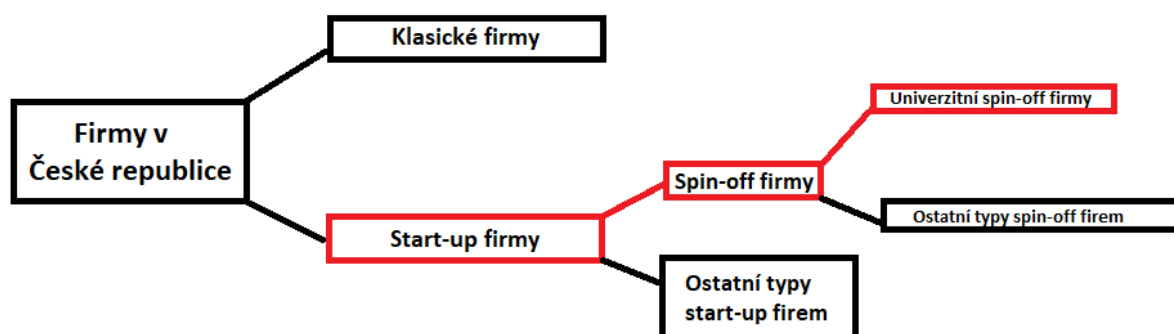 Klasické firmy
Firmy v
České republice
Start-up firmy
Spin-off firmy
Univerzitní spin-off firmy
Ostatní typy spin-off firem
Ostatní typy
start-up firem